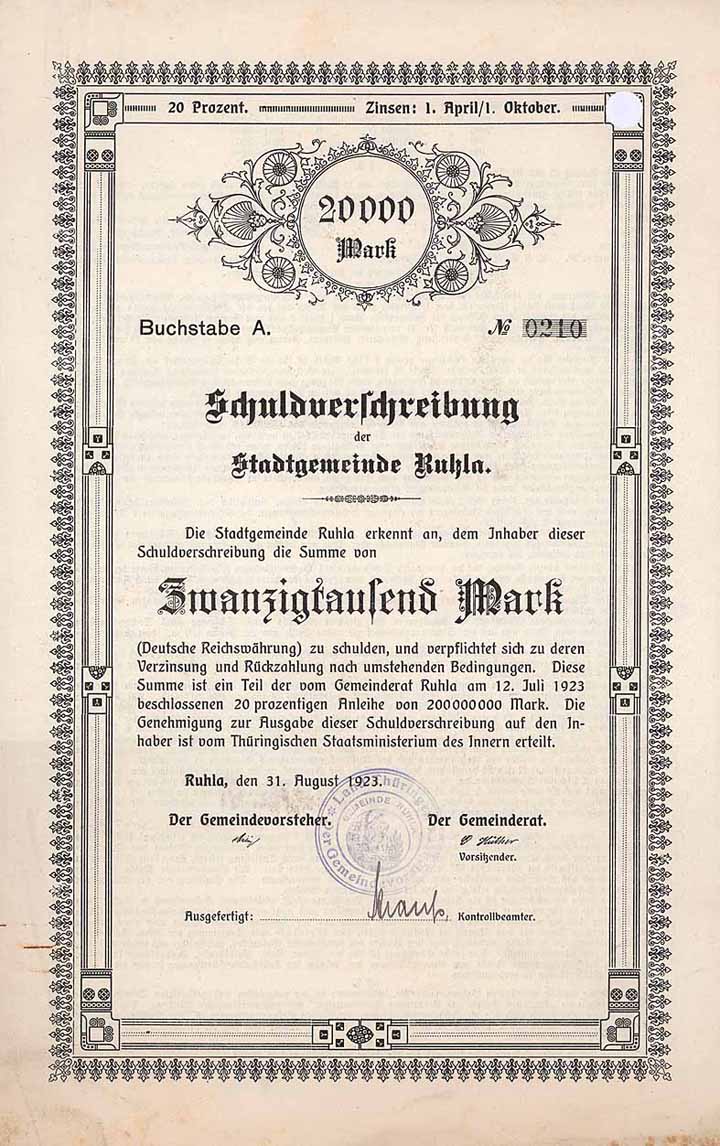 20 Prozent. Zinsen: 1. April/1. Oktober.
20000
Mark
Buchstabe A. № 0210
Schuldverschreibung
der
Stadtgemeinde Ruhla.
Die Stadtgemeinde Ruhla erkennt an, dem Inhaber dieser
Schuldverschreibung die Summe von
Zwanzigtausend Mark
(Deutsche Reichswährung) zu schulden, und verpflichtet sich zu deren
Verzinsung und Rückzahlung nach umstehenden Bedingungen. Diese
Summe ist ein Teil der vom Gemeinderat Ruhla am 12. Juli 1923
beschlossenen 20 prozentigen Anleihe von 200000000 Mark. Die
Genehmigung zur Ausgabe dieser Schuldverschreibung auf den In-
haber ist vom Thüringischen Staatsministerium des Innern erteilt.
Ruhla, den 31. August 1923.
Der Gemeindevorsteher. Der Gemeinderat.
Vorsitzender.
Ausgefertigt: Kontrollbeamter.